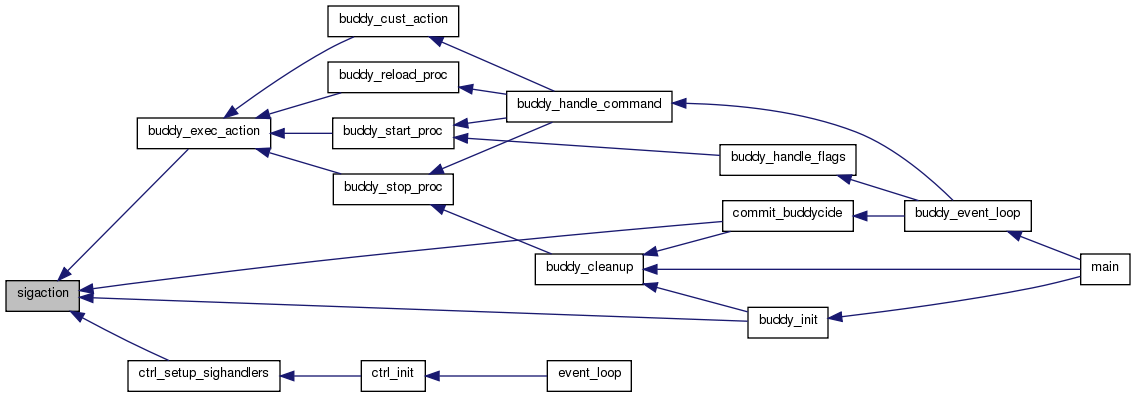 buddy_cust_action
buddy_reload_proc
buddy_handle_command
buddy_exec_action
buddy_start_proc
buddy_handle_flags
buddy_stop_proc
commit_buddycide
buddy_event_loop
buddy_cleanup
main
sigaction
buddy_init
ctrl_setup_sighandlers
ctrl_init
event_loop